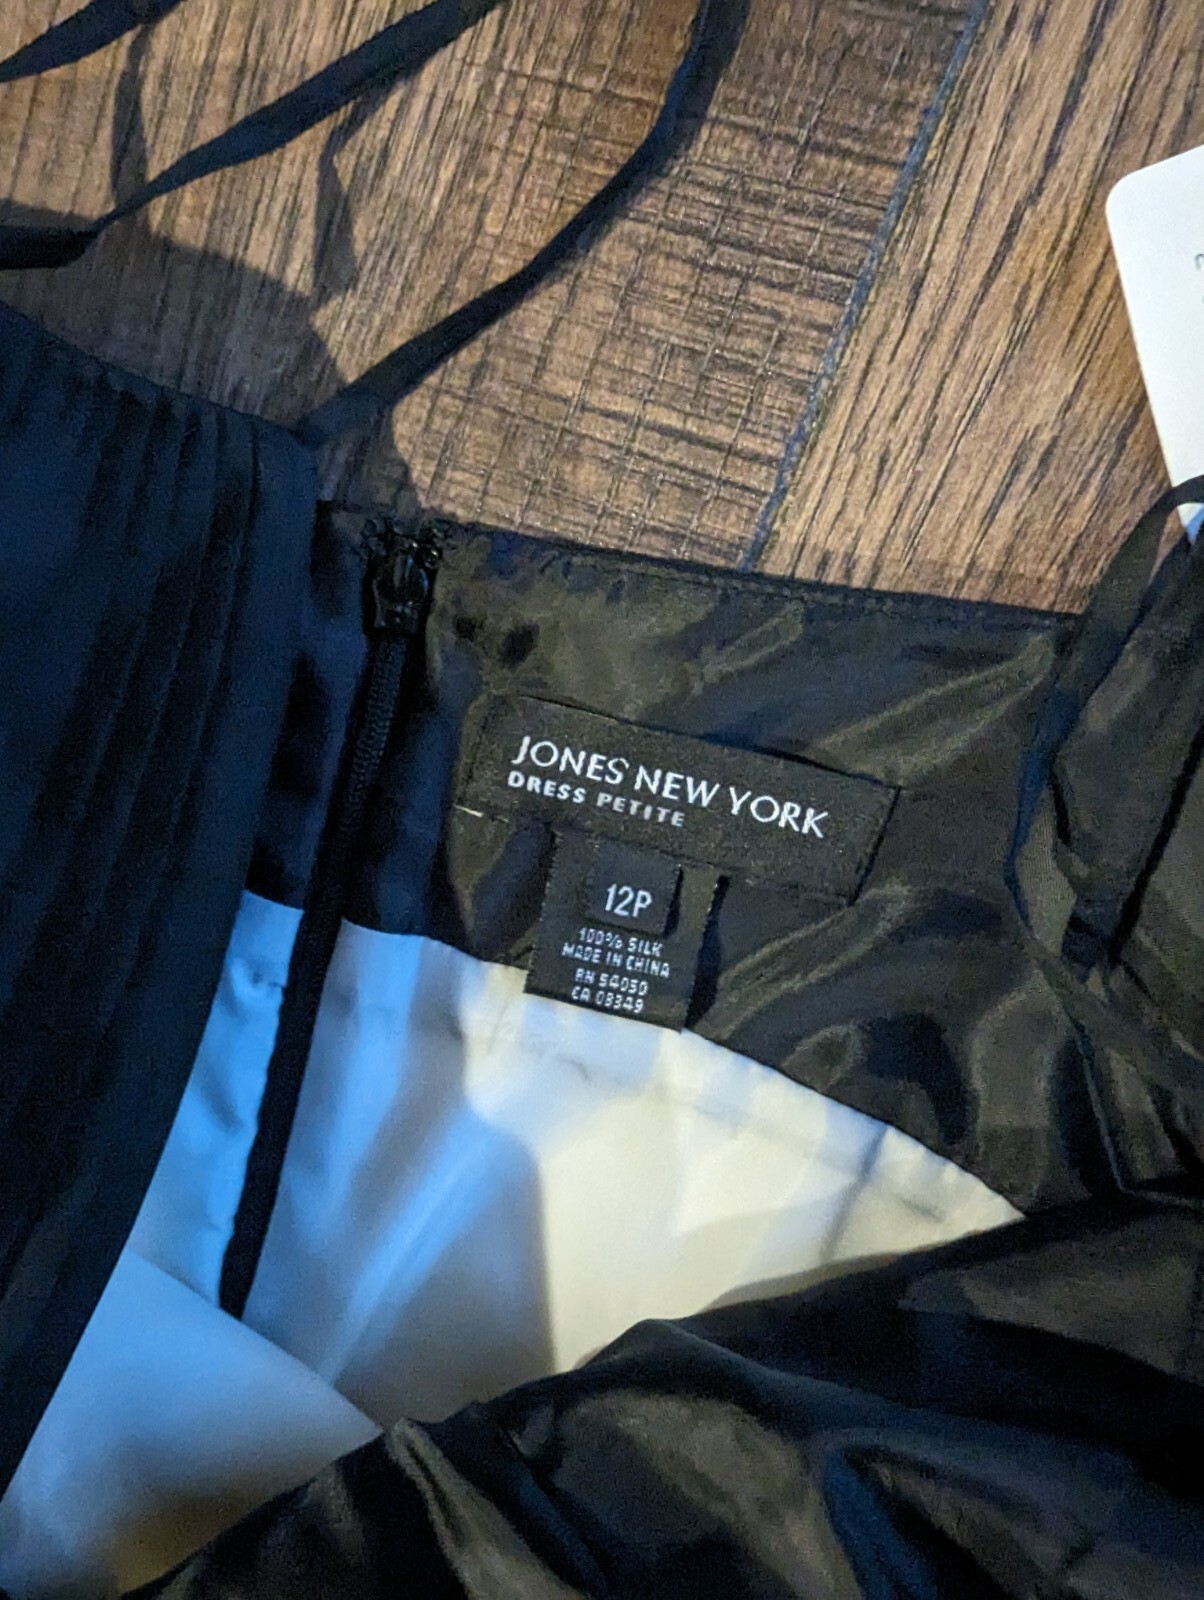 JONES NEW YORK
DRESS PETITE
12P
100% SILK
MADE IN CHINA
RN 54050
CA 08349